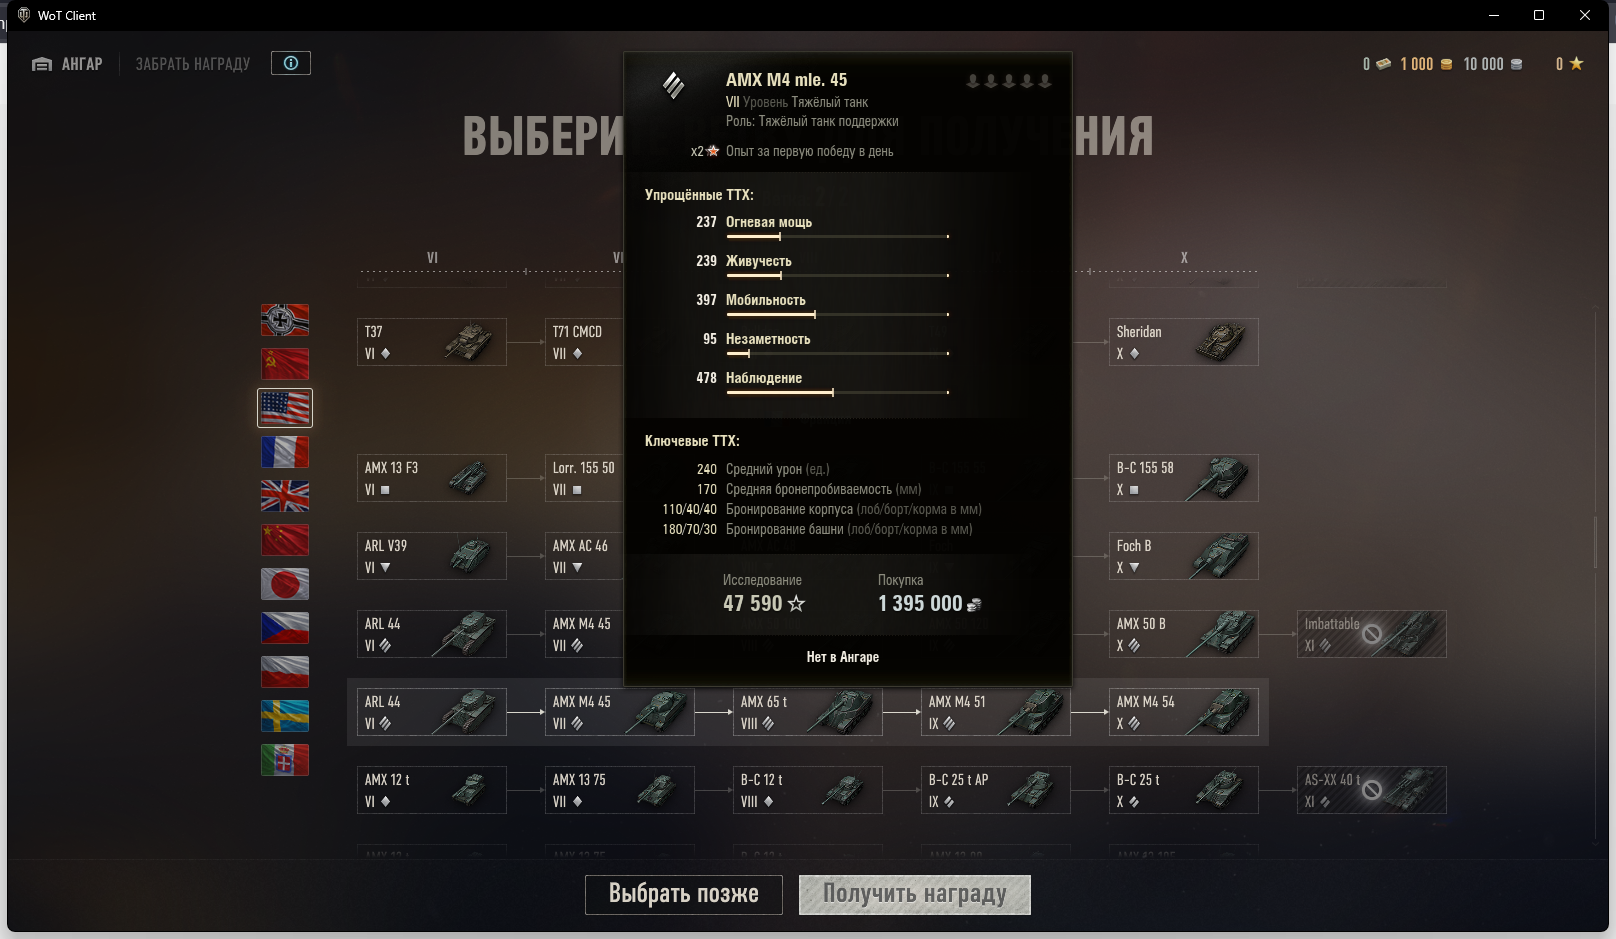 WoT Client
АНГАР
ЗАБРАТЬ НАГРАДУ
0
1 000
10 000
0
ВЫБЕРИ
НИЯ
AMX M4 mle. 45
VII Уровень Тяжёлый танк
Роль: Тяжёлый танк поддержки
x2 Опыт за первую победу в день
Упрощённые ТТХ:
237 Огневая мощь
239 Живучесть
397 Мобильность
95 Незаметность
478 Наблюдение
Ключевые ТТХ:
240 Средний урон (ед.)
170 Средняя бронепробиваемость (мм)
110/40/40 Бронирование корпуса (лоб/борт/корма в мм)
180/70/30 Бронирование башни (лоб/борт/корма в мм)
Исследование
47 590
Покупка
1 395 000
Нет в Ангаре
VI
VI
X
T37
VI
T71 CMCD
VII
Sheridan
X
AMX 13 F3
VI
Lorr. 155 50
VII
B-C 155 58
X
ARL V39
VI
AMX AC 46
VII
Foch B
X
ARL 44
VI
AMX M4 45
VII
AMX 50 B
X
Imbattable
XI
ARL 44
VI
AMX M4 45
VII
AMX 65 t
VIII
AMX M4 51
IX
AMX M4 54
X
AMX 12 t
VI
AMX 13 75
VII
B-C 12 t
VIII
B-C 25 t AP
IX
B-C 25 t
X
AS-XX 40 t
XI
Выбрать позже
Получить награду